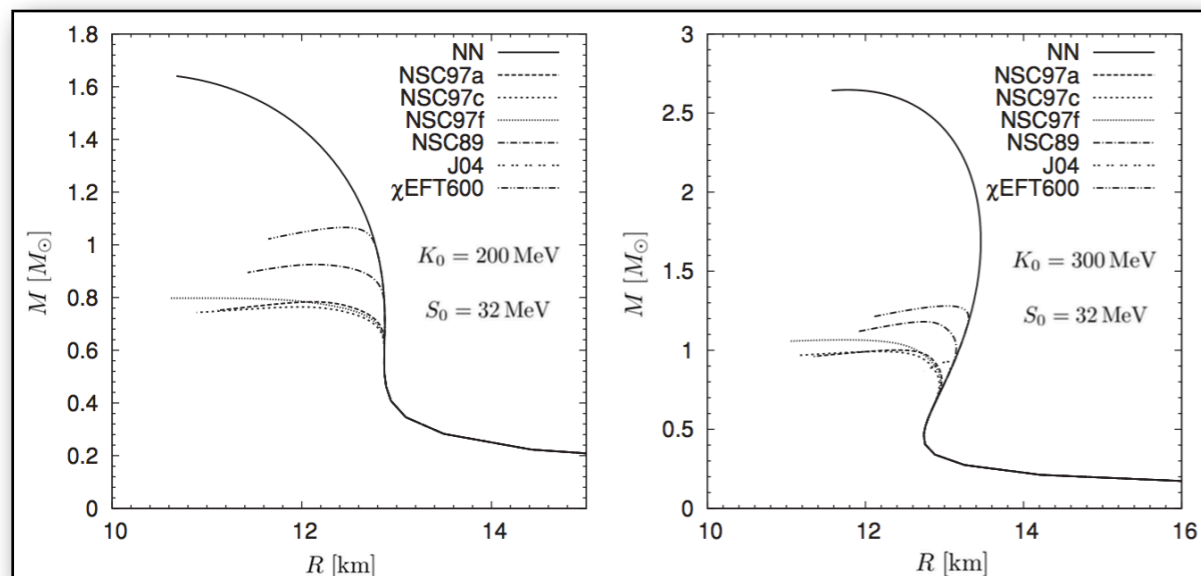 1.8
1.6
1.4
1.2
1
0.8
0.6
0.4
0.2
0
M [M⊙]
NN
NSC97a
NSC97c
NSC97f
NSC89
J04
χEFT600
K₀ = 200 MeV
S₀ = 32 MeV
10
12
14
R [km]
3
2.5
2
1.5
1
0.5
0
M [M⊙]
NN
NSC97a
NSC97c
NSC97f
NSC89
J04
χEFT600
K₀ = 300 MeV
S₀ = 32 MeV
10
12
14
16
R [km]